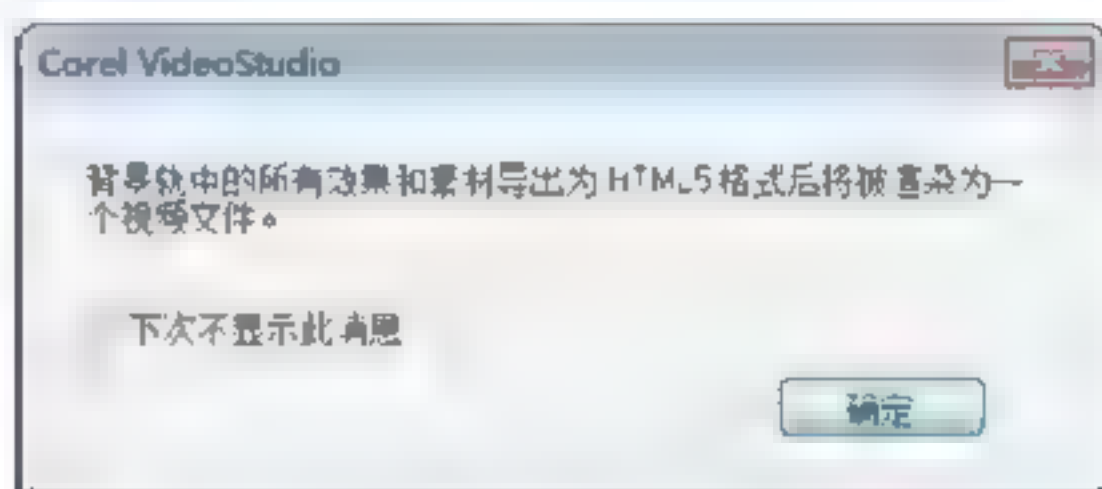 Corel VideoStudio
背景轨中的所有效果和素材导出为 HTML5 格式后将被渲染为一
个视频文件。
下次不显示此消息
确定